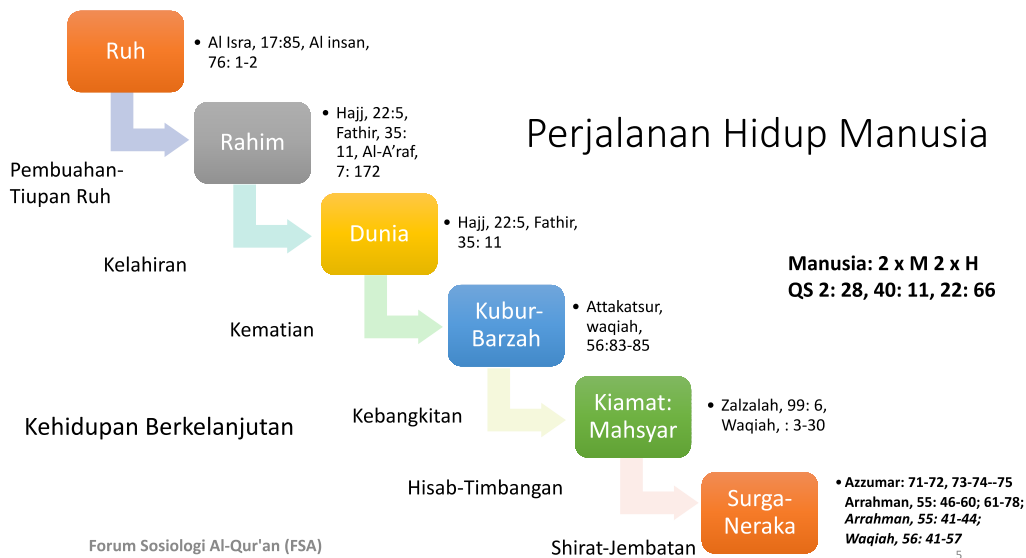 Ruh
• Al Isra, 17:85, Al insan,
76: 1-2
Perjalanan Hidup Manusia
Rahim
• Hajj, 22:5,
Fathir, 35:
11, Al-A’raf,
7: 172
Pembuahan-
Tiupan Ruh
Dunia
• Hajj, 22:5, Fathir,
35: 11
Kelahiran
Manusia: 2 x M 2 x H
QS 2: 28, 40: 11, 22: 66
Kubur-
Barzah
• Attakatsur,
waqiah,
56:83-85
Kematian
Kiamat:
Mahsyar
• Zalzalah, 99: 6,
Waqiah, : 3-30
Kebangkitan
Kehidupan Berkelanjutan
Hisab-Timbangan
Surga-
Neraka
• Azzumar: 71-72, 73-74--75
Arrahman, 55: 46-60; 61-78;
Arrahman, 55: 41-44;
Waqiah, 56: 41-57
Shirat-Jembatan
Forum Sosiologi Al-Qur'an (FSA)
5